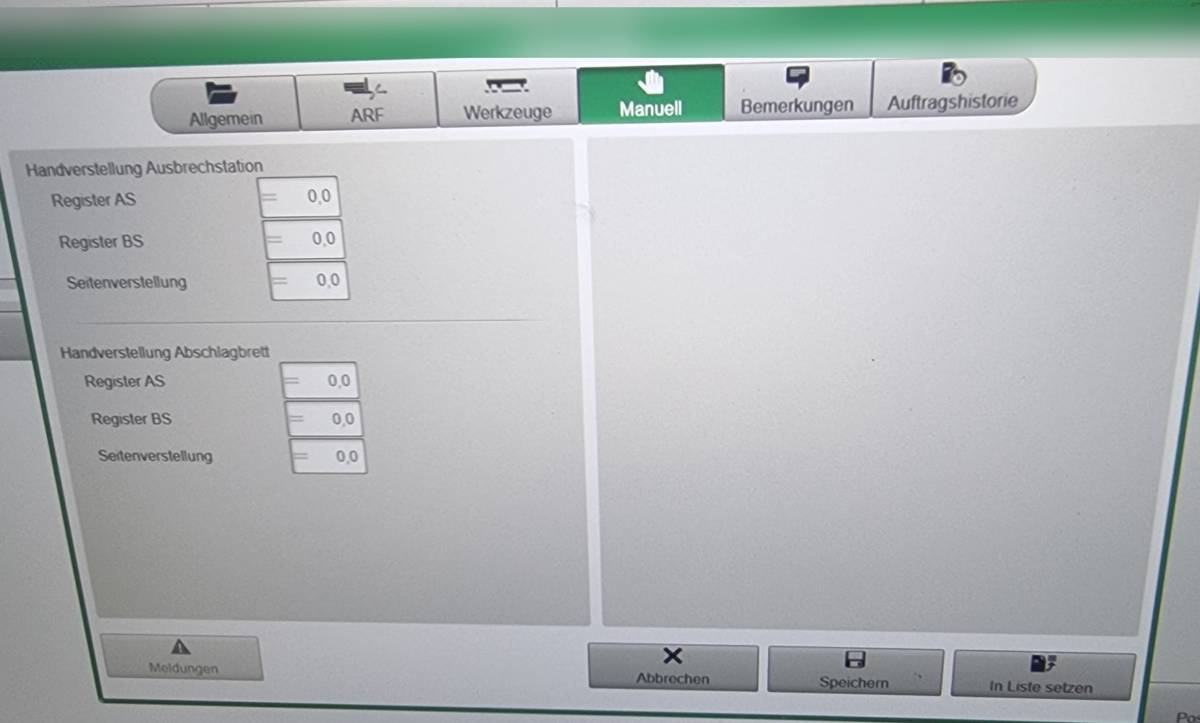 Allgemein
ARF
Werkzeuge
Manuell
Bemerkungen
Auftragshistorie
Handverstellung Ausbrechstation
Register AS = 0,0
Register BS = 0,0
Seitenverstellung = 0,0
Handverstellung Abschlagbrett
Register AS = 0,0
Register BS = 0,0
Seitenverstellung = 0,0
Meldungen
Abbrechen
Speichern
In Liste setzen